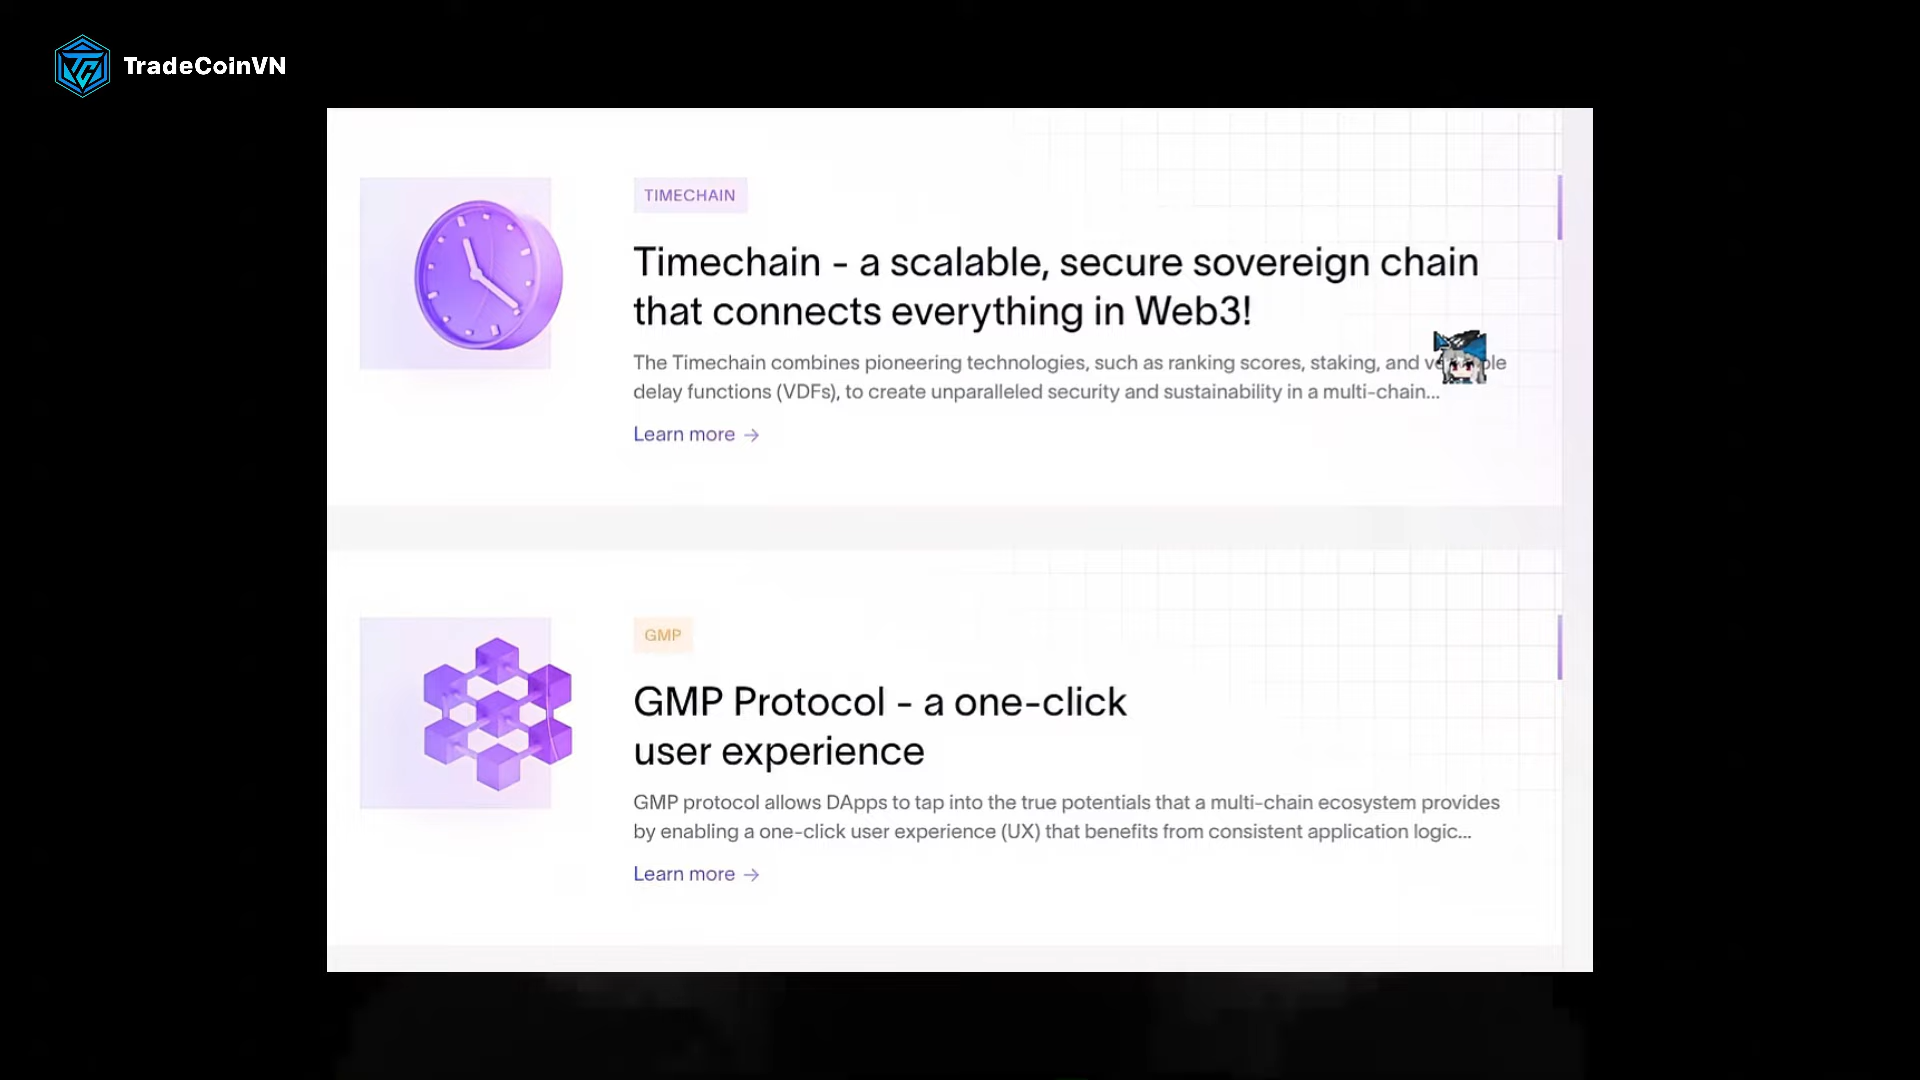 TradeCoinVN
TIMECHAIN
Timechain - a scalable, secure sovereign chain
that connects everything in Web3!
The Timechain combines pioneering technologies, such as ranking scores, staking, and
delay functions (VDFs), to create unparalleled security and sustainability in a multi-chain...
Learn more →
GMP
GMP Protocol - a one-click
user experience
GMP protocol allows DApps to tap into the true potentials that a multi-chain ecosystem provides
by enabling a one-click user experience (UX) that benefits from consistent application logic...
Learn more →